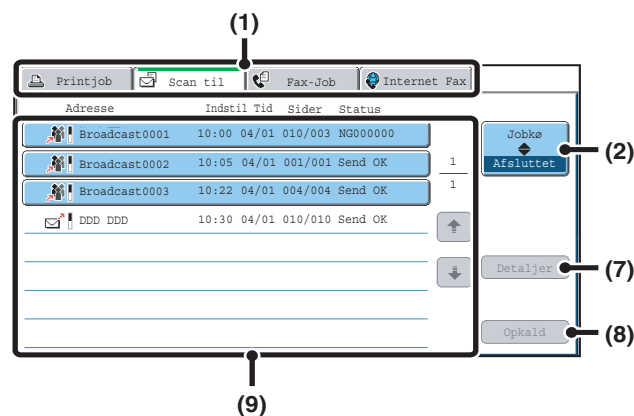 (1)
Printjob Scan til Fax-Job Internet Fax
Adresse Indstil Tid Sider Status
Broadcast0001 10:00 04/01 010/003 NG000000
Broadcast0002 10:05 04/01 001/001 Send OK
Broadcast0003 10:22 04/01 004/004 Send OK
DDD DDD 10:30 04/01 010/010 Send OK
1
1
Jobkø
Afsluttet
(2)
Detaljer
(7)
Opkald
(8)
(9)